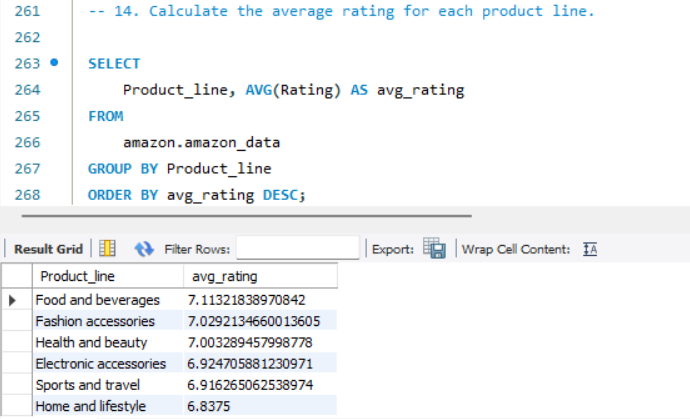 261 -- 14. Calculate the average rating for each product line.
262
263 SELECT
264 Product_line, AVG(Rating) AS avg_rating
265 FROM
266 amazon.amazon_data
267 GROUP BY Product_line
268 ORDER BY avg_rating DESC;
Result Grid Filter Rows: Export: Wrap Cell Content: IA
Product_line avg_rating
Food and beverages 7.11321838970842
Fashion accessories 7.0292134660013605
Health and beauty 7.003289457998778
Electronic accessories 6.924705881230971
Sports and travel 6.916265062538974
Home and lifestyle 6.8375